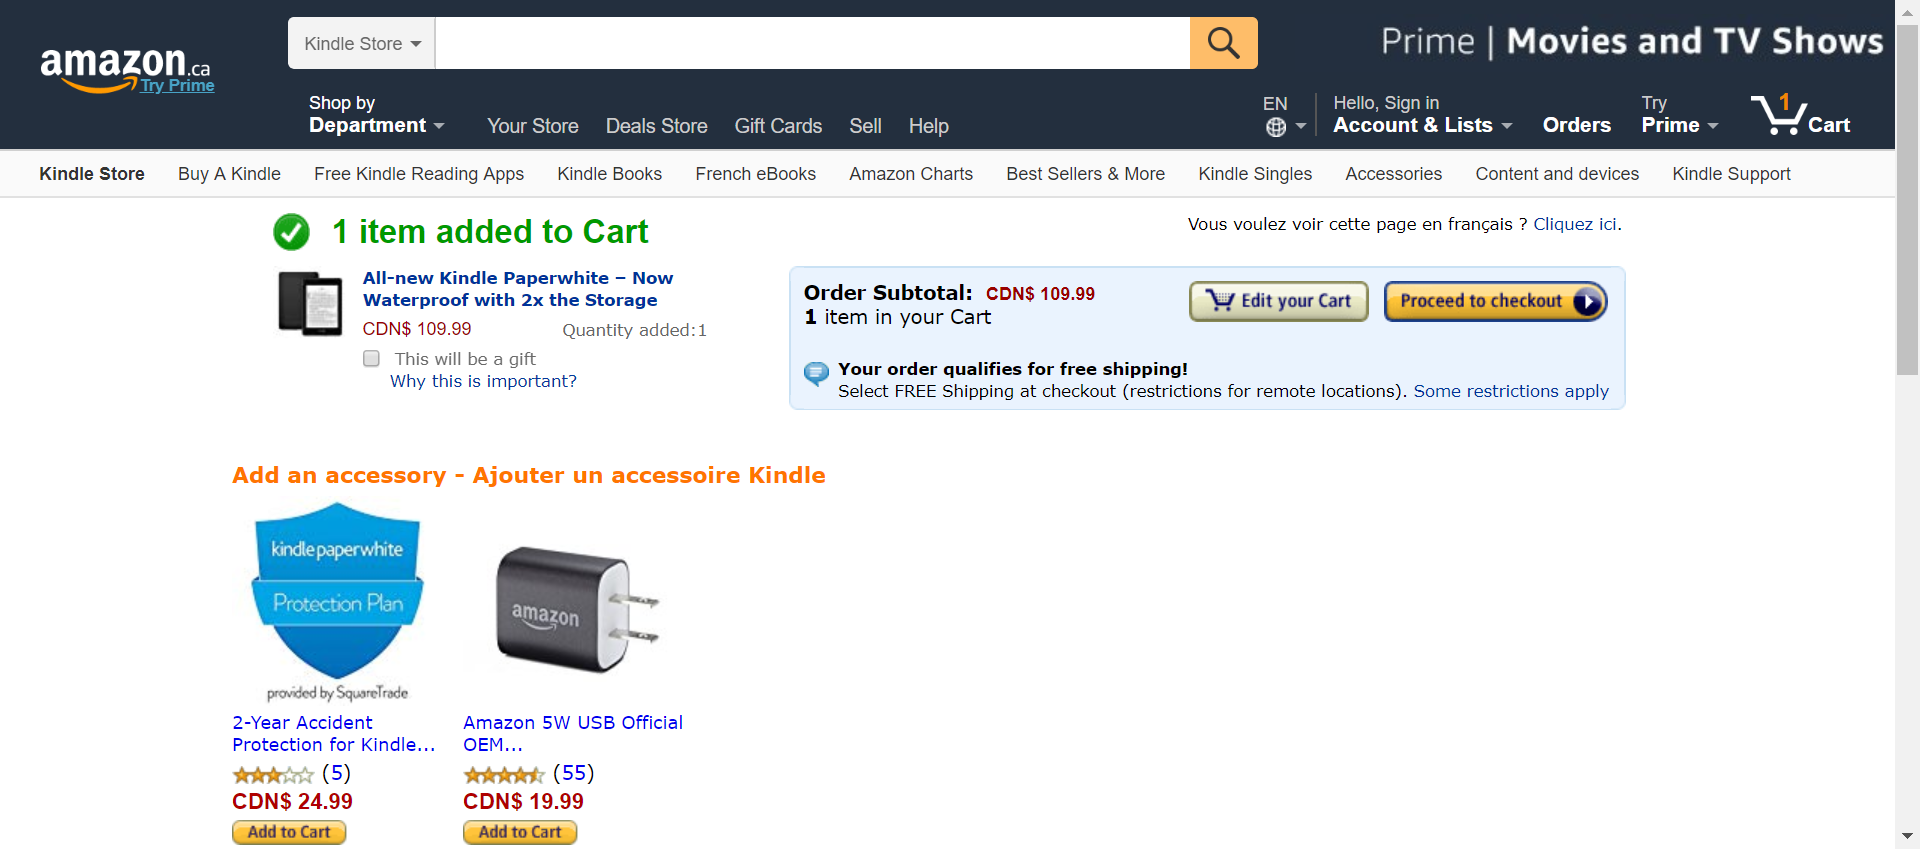 Kindle Store
Prime | Movies and TV Shows
amazon.ca
Try Prime
Shop by
Department
Your Store
Deals Store
Gift Cards
Sell
Help
EN
Hello, Sign in
Account & Lists
Orders
Try
Prime
1
Cart
Kindle Store
Buy A Kindle
Free Kindle Reading Apps
Kindle Books
French eBooks
Amazon Charts
Best Sellers & More
Kindle Singles
Accessories
Content and devices
Kindle Support
1 item added to Cart
Vous voulez voir cette page en français ? Cliquez ici.
All-new Kindle Paperwhite – Now
Waterproof with 2x the Storage
CDN$ 109.99
Quantity added:1
This will be a gift
Why this is important?
Order Subtotal: CDN$ 109.99
1 item in your Cart
Edit your Cart
Proceed to checkout
Your order qualifies for free shipping!
Select FREE Shipping at checkout (restrictions for remote locations). Some restrictions apply
Add an accessory - Ajouter un accessoire Kindle
kindlepaperwhite
Protection Plan
provided by SquareTrade
amazon
2-Year Accident
Protection for Kindle...
(5)
CDN$ 24.99
Add to Cart
Amazon 5W USB Official
OEM...
(55)
CDN$ 19.99
Add to Cart